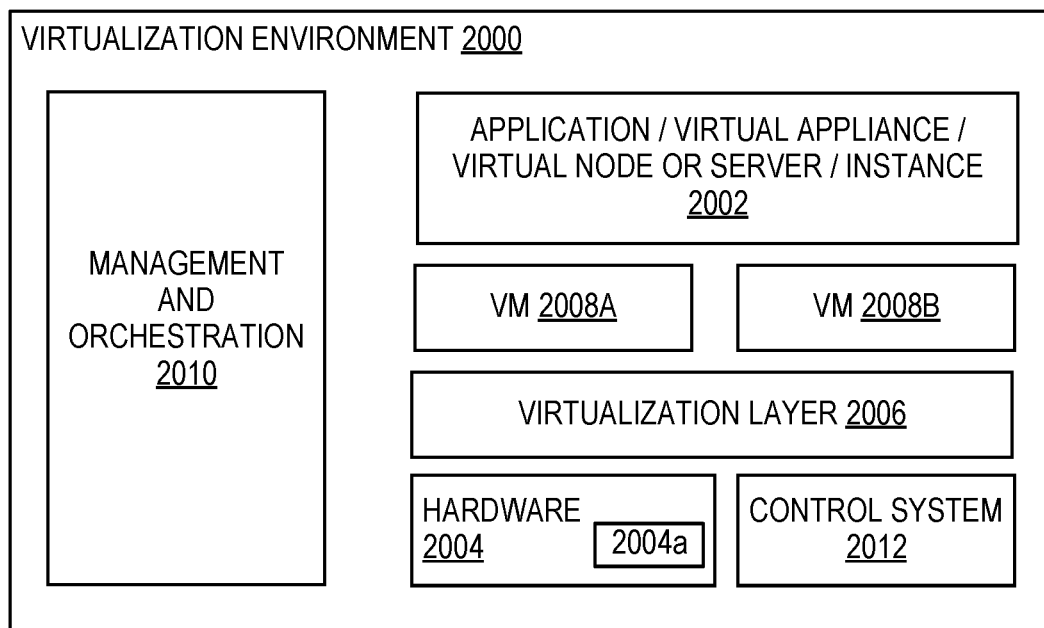 VIRTUALIZATION ENVIRONMENT 2000
MANAGEMENT
AND
ORCHESTRATION
2010
APPLICATION / VIRTUAL APPLIANCE /
VIRTUAL NODE OR SERVER / INSTANCE
2002
VM 2008A
VM 2008B
VIRTUALIZATION LAYER 2006
HARDWARE
2004
2004a
CONTROL SYSTEM
2012